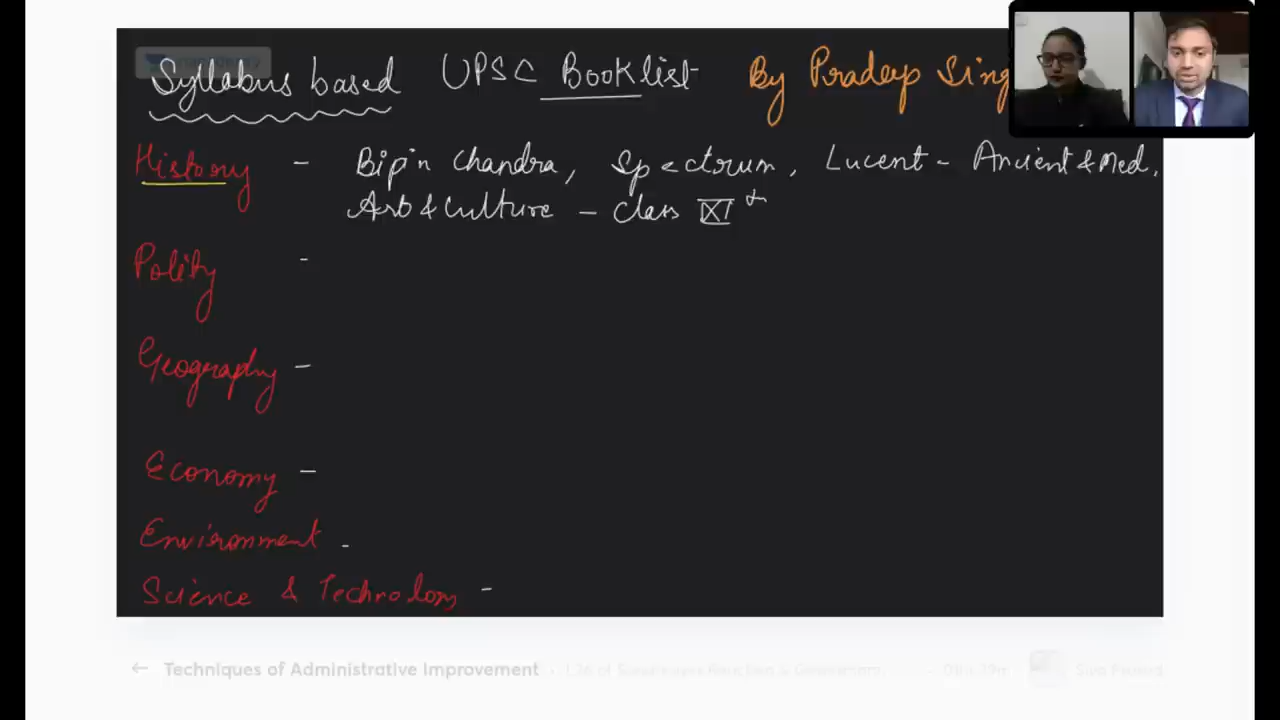 Syllabus based UPSC Booklist By Pradeep Sing
History - Bipin Chandra, Spectrum, Lucent - Ancient & Med.
Art & Culture - Class XI th
Polity -
Geography -
Economy -
Environment -
Science & Technology -
← Techniques of Administrative Improvement